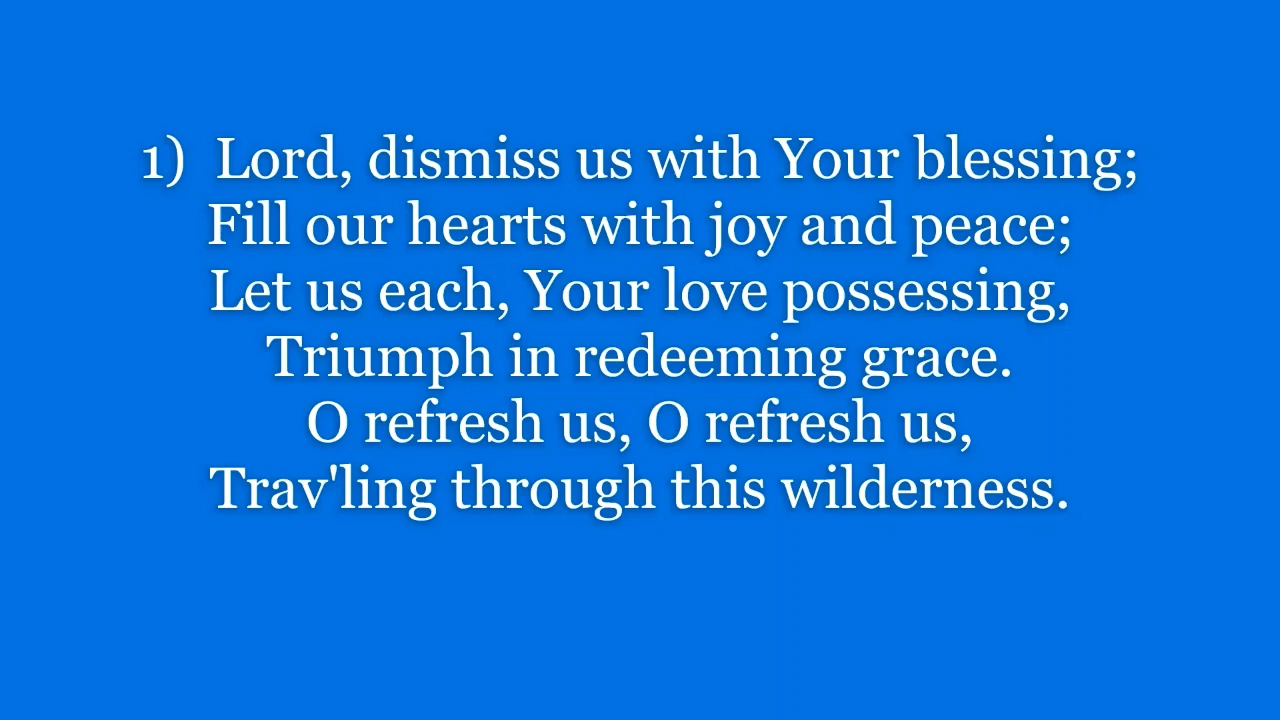 1)  Lord, dismiss us with Your blessing;
Fill our hearts with joy and peace;
Let us each, Your love possessing,
Triumph in redeeming grace.
O refresh us, O refresh us,
Trav'ling through this wilderness.